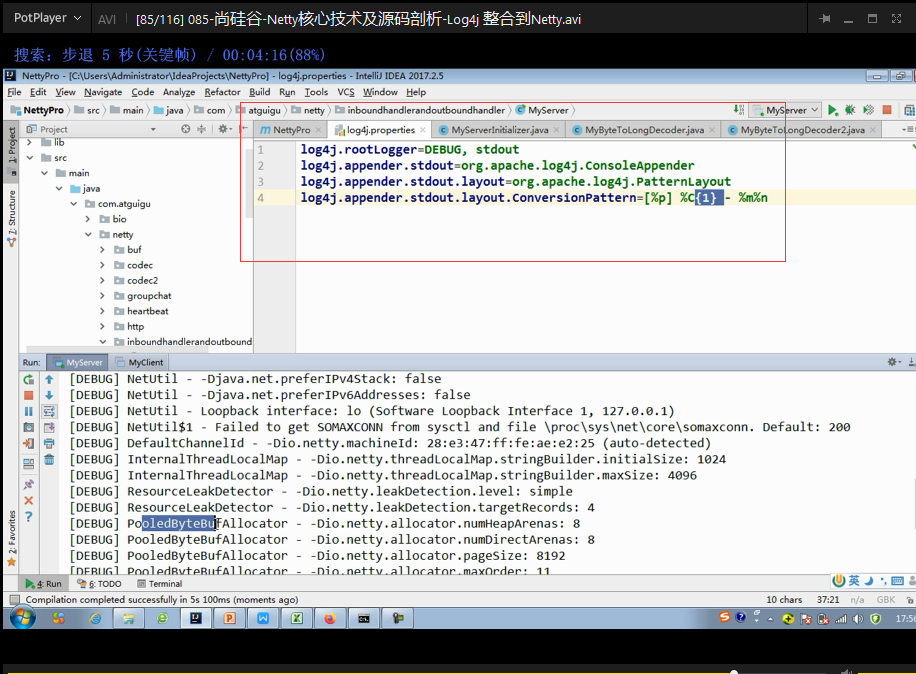 PotPlayer AVI [85/116] 085-尚硅谷-Netty核心技术及源码剖析-Log4j 整合到Netty.avi
搜索: 步退 5 秒(关键帧) / 00:04:16(88%)
NettyPro - [C:\Users\Administrator\IdeaProjects\NettyPro] - log4j.properties - IntelliJ IDEA 2017.2.5
File Edit View Navigate Code Analyze Refactor Build Run Tools VCS Window Help
NettyPro src main java com atguigu netty inboundhandlerandoutboundhandler MyServer MyServer
Project NettyPro log4j.properties MyServerInitializer.java MyByteToLongDecoder.java MyByteToLongDecoder2.java
1: Project
7: Structure
2: Favorites
lib
src
main
java
com.atguigu
bio
netty
buf
codec
codec2
groupchat
heartbeat
http
inboundhandlerandoutbound
1 log4j.rootLogger=DEBUG, stdout
2 log4j.appender.stdout=org.apache.log4j.ConsoleAppender
3 log4j.appender.stdout.layout=org.apache.log4j.PatternLayout
4 log4j.appender.stdout.layout.ConversionPattern=[%p] %C{1} - %m%n
Run: MyServer MyClient
[DEBUG] NetUtil - -Djava.net.preferIPv4Stack: false
[DEBUG] NetUtil - -Djava.net.preferIPv6Addresses: false
[DEBUG] NetUtil - Loopback interface: lo (Software Loopback Interface 1, 127.0.0.1)
[DEBUG] NetUtil$1 - Failed to get SOMAXCONN from sysctl and file \proc\sys\net\core\somaxconn. Default: 200
[DEBUG] DefaultChannelId - -Dio.netty.machineId: 28:e3:47:ff:fe:ae:e2:25 (auto-detected)
[DEBUG] InternalThreadLocalMap - -Dio.netty.threadLocalMap.stringBuilder.initialSize: 1024
[DEBUG] InternalThreadLocalMap - -Dio.netty.threadLocalMap.stringBuilder.maxSize: 4096
[DEBUG] ResourceLeakDetector - -Dio.netty.leakDetection.level: simple
[DEBUG] ResourceLeakDetector - -Dio.netty.leakDetection.targetRecords: 4
[DEBUG] PooledByteBufAllocator - -Dio.netty.allocator.numHeapArenas: 8
[DEBUG] PooledByteBufAllocator - -Dio.netty.allocator.numDirectArenas: 8
[DEBUG] PooledByteBufAllocator - -Dio.netty.allocator.pageSize: 8192
[DEBUG] PooledByteBufAllocator - -Dio.netty.allocator.maxOrder: 11
4: Run 6: TODO Terminal 英
Compilation completed successfully in 5s 100ms (moments ago) 10 chars 37:21 n/a GBK
17:56